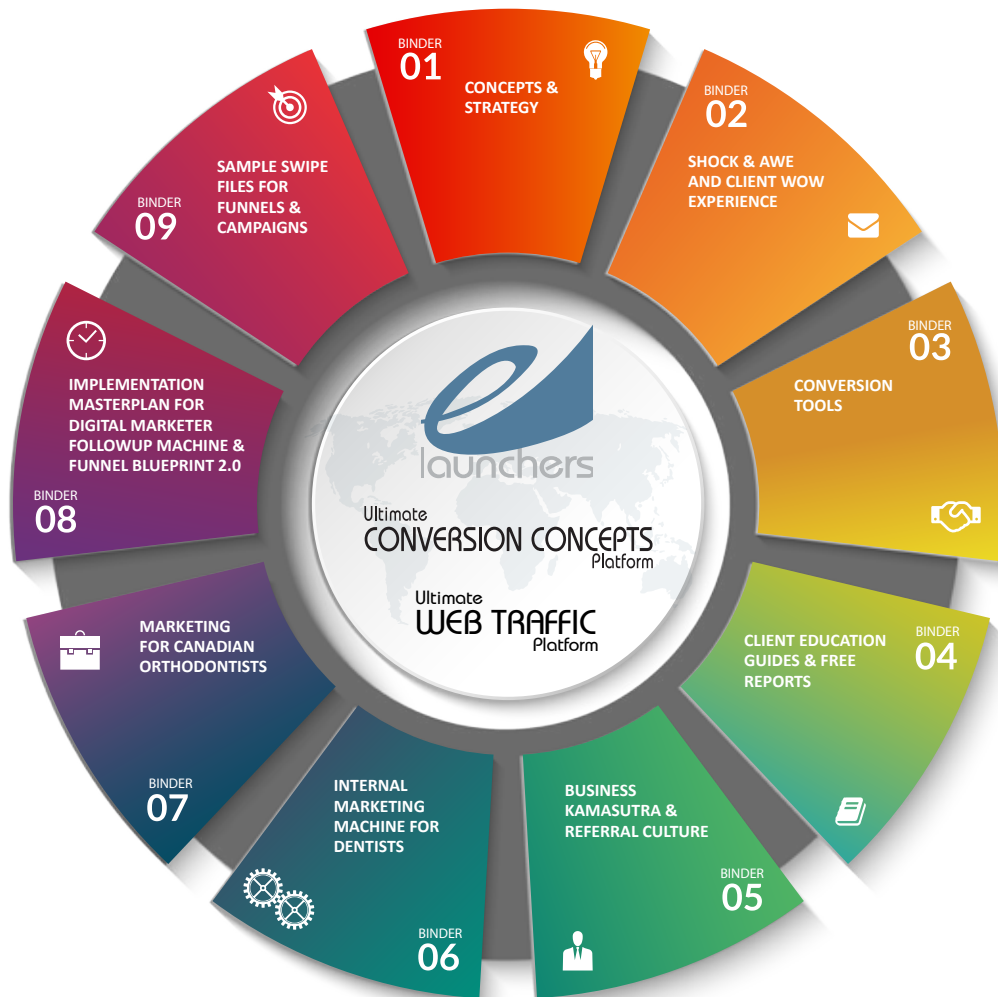 BINDER
01
CONCEPTS &
STRATEGY
BINDER
02
SHOCK & AWE
AND CLIENT WOW
EXPERIENCE
BINDER
03
CONVERSION
TOOLS
BINDER
04
CLIENT EDUCATION
GUIDES & FREE
REPORTS
BINDER
05
BUSINESS
KAMASUTRA &
REFERRAL CULTURE
BINDER
06
INTERNAL
MARKETING
MACHINE FOR
DENTISTS
BINDER
07
MARKETING
FOR CANADIAN
ORTHODONTISTS
BINDER
08
IMPLEMENTATION
MASTERPLAN FOR
DIGITAL MARKETER
FOLLOWUP MACHINE &
FUNNEL BLUEPRINT 2.0
BINDER
09
SAMPLE SWIPE
FILES FOR
FUNNELS &
CAMPAIGNS
e
launchers
Ultimate
CONVERSION CONCEPTS
Platform
Ultimate
WEB TRAFFIC
Platform